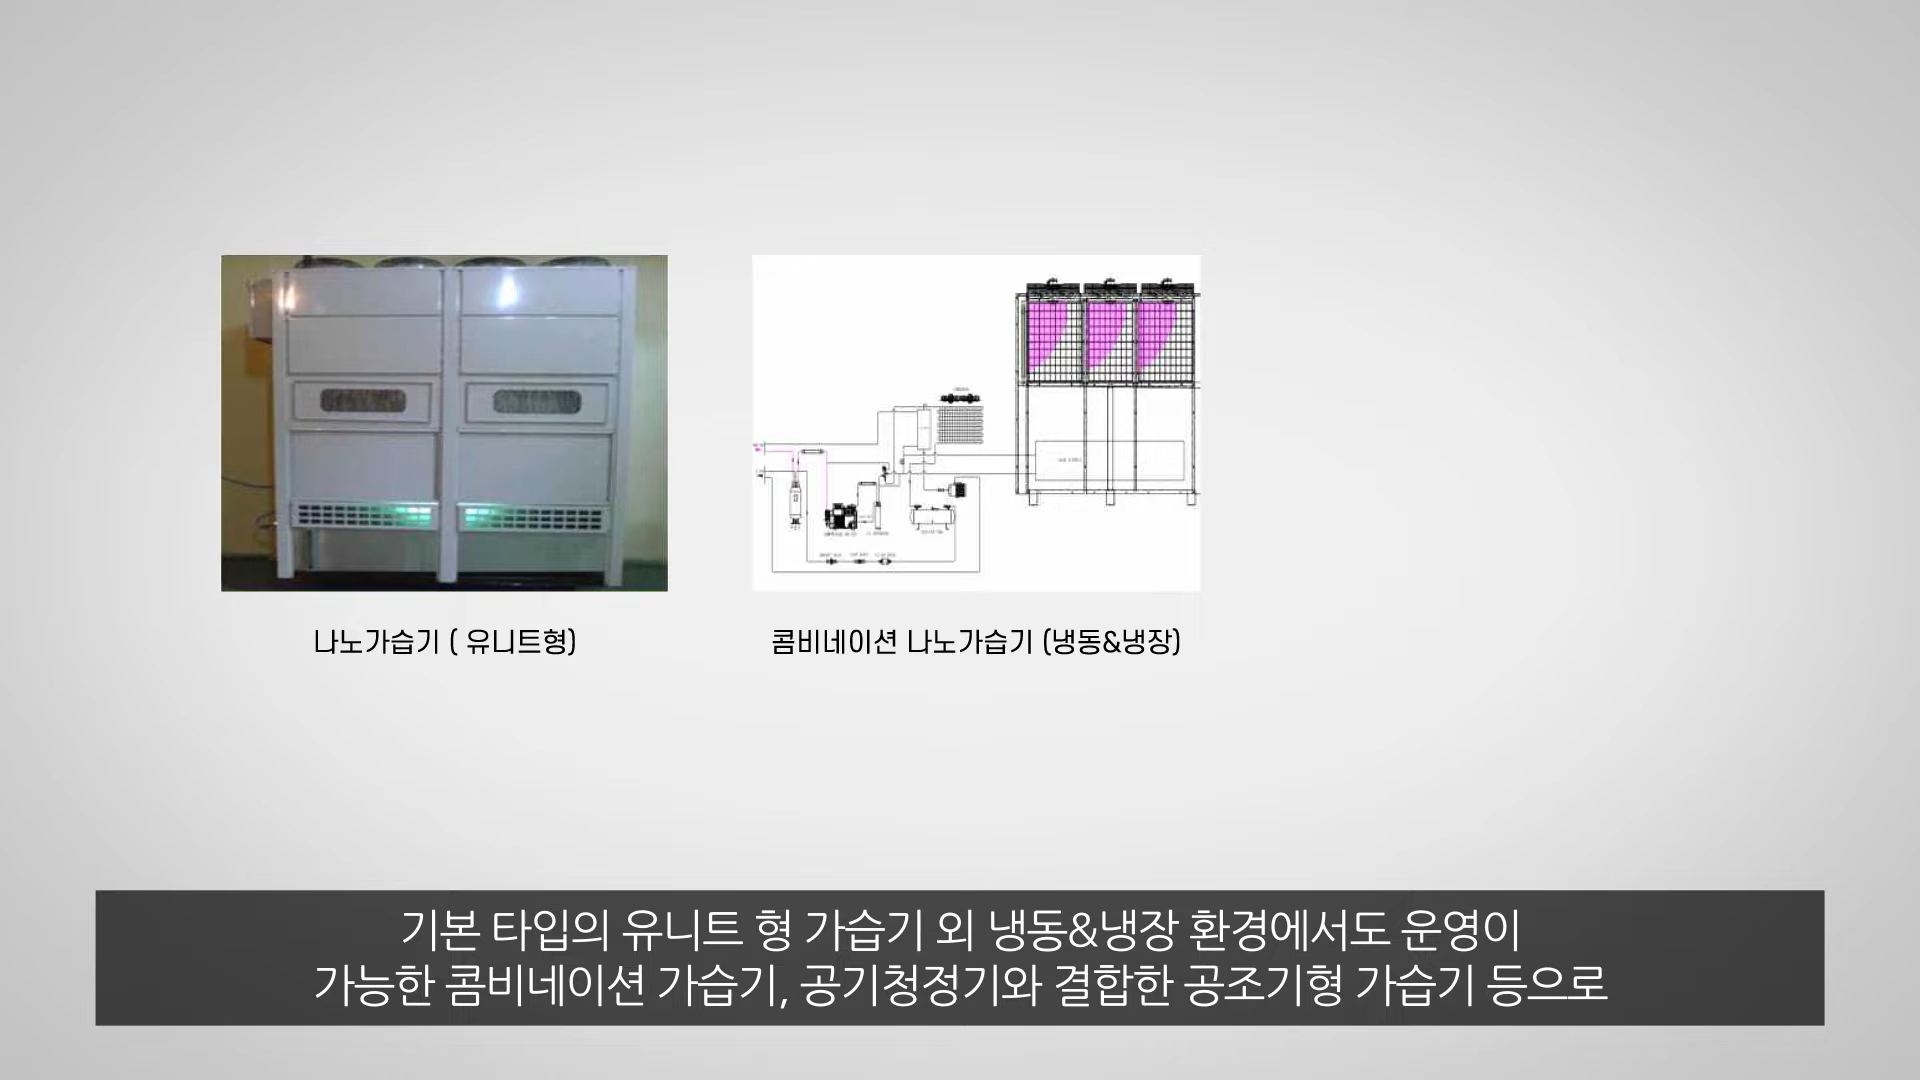 나노가습기 ( 유니트형)
콤비네이션 나노가습기 (냉동&냉장)
기본 타입의 유니트 형 가습기 외 냉동&냉장 환경에서도 운영이
가능한 콤비네이션 가습기, 공기청정기와 결합한 공조기형 가습기 등으로